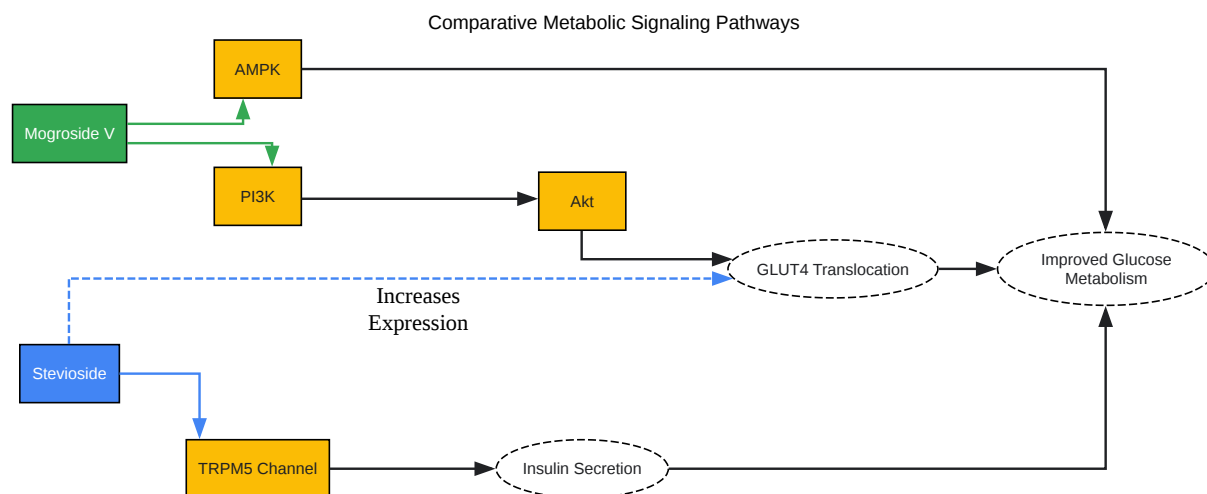 Comparative Metabolic Signaling Pathways
AMPK
Mogroside V
PI3K
Akt
GLUT4 Translocation
Improved Glucose
Metabolism
Increases
Expression
Stevioside
TRPM5 Channel
Insulin Secretion